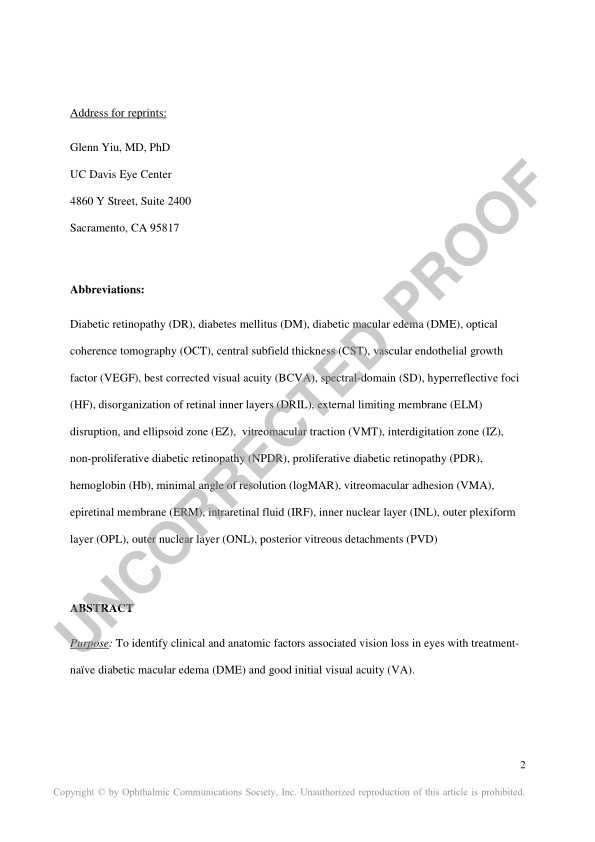 Address for reprints:
Glenn Yiu, MD, PhD
UC Davis Eye Center
4860 Y Street, Suite 2400
Sacramento, CA 95817
Abbreviations:
Diabetic retinopathy (DR), diabetes mellitus (DM), diabetic macular edema (DME), optical
coherence tomography (OCT), central subfield thickness (CST), vascular endothelial growth
factor (VEGF), best corrected visual acuity (BCVA), spectral-domain (SD), hyperreflective foci
(HF), disorganization of retinal inner layers (DRIL), external limiting membrane (ELM)
disruption, and ellipsoid zone (EZ),  vitreomacular traction (VMT), interdigitation zone (IZ),
non-proliferative diabetic retinopathy (NPDR), proliferative diabetic retinopathy (PDR),
hemoglobin (Hb), minimal angle of resolution (logMAR), vitreomacular adhesion (VMA),
epiretinal membrane (ERM), intraretinal fluid (IRF), inner nuclear layer (INL), outer plexiform
layer (OPL), outer nuclear layer (ONL), posterior vitreous detachments (PVD)
ABSTRACT
Purpose: To identify clinical and anatomic factors associated vision loss in eyes with treatment-
naïve diabetic macular edema (DME) and good initial visual acuity (VA).
UNCORRECTED PROOF
2
Copyright © by Ophthalmic Communications Society, Inc. Unauthorized reproduction of this article is prohibited.